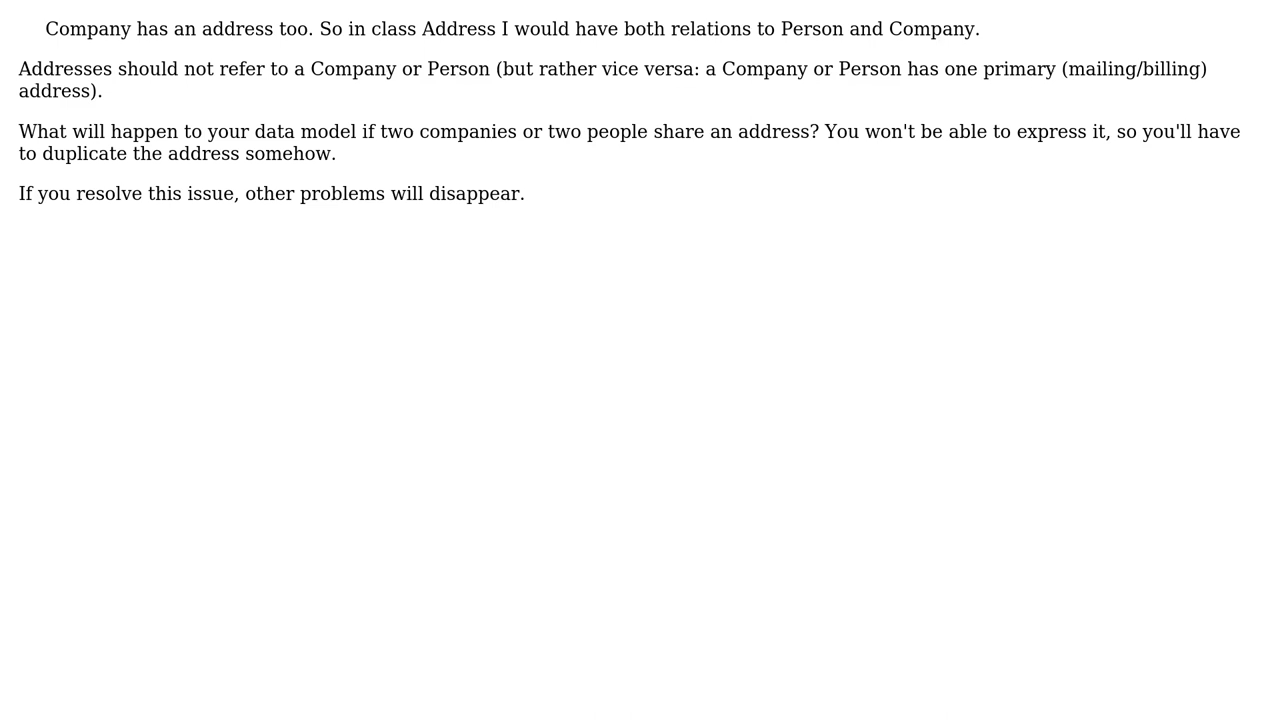 Company has an address too. So in class Address I would have both relations to Person and Company.
Addresses should not refer to a Company or Person (but rather vice versa: a Company or Person has one primary (mailing/billing)
address).
What will happen to your data model if two companies or two people share an address? You won't be able to express it, so you'll have
to duplicate the address somehow.
If you resolve this issue, other problems will disappear.